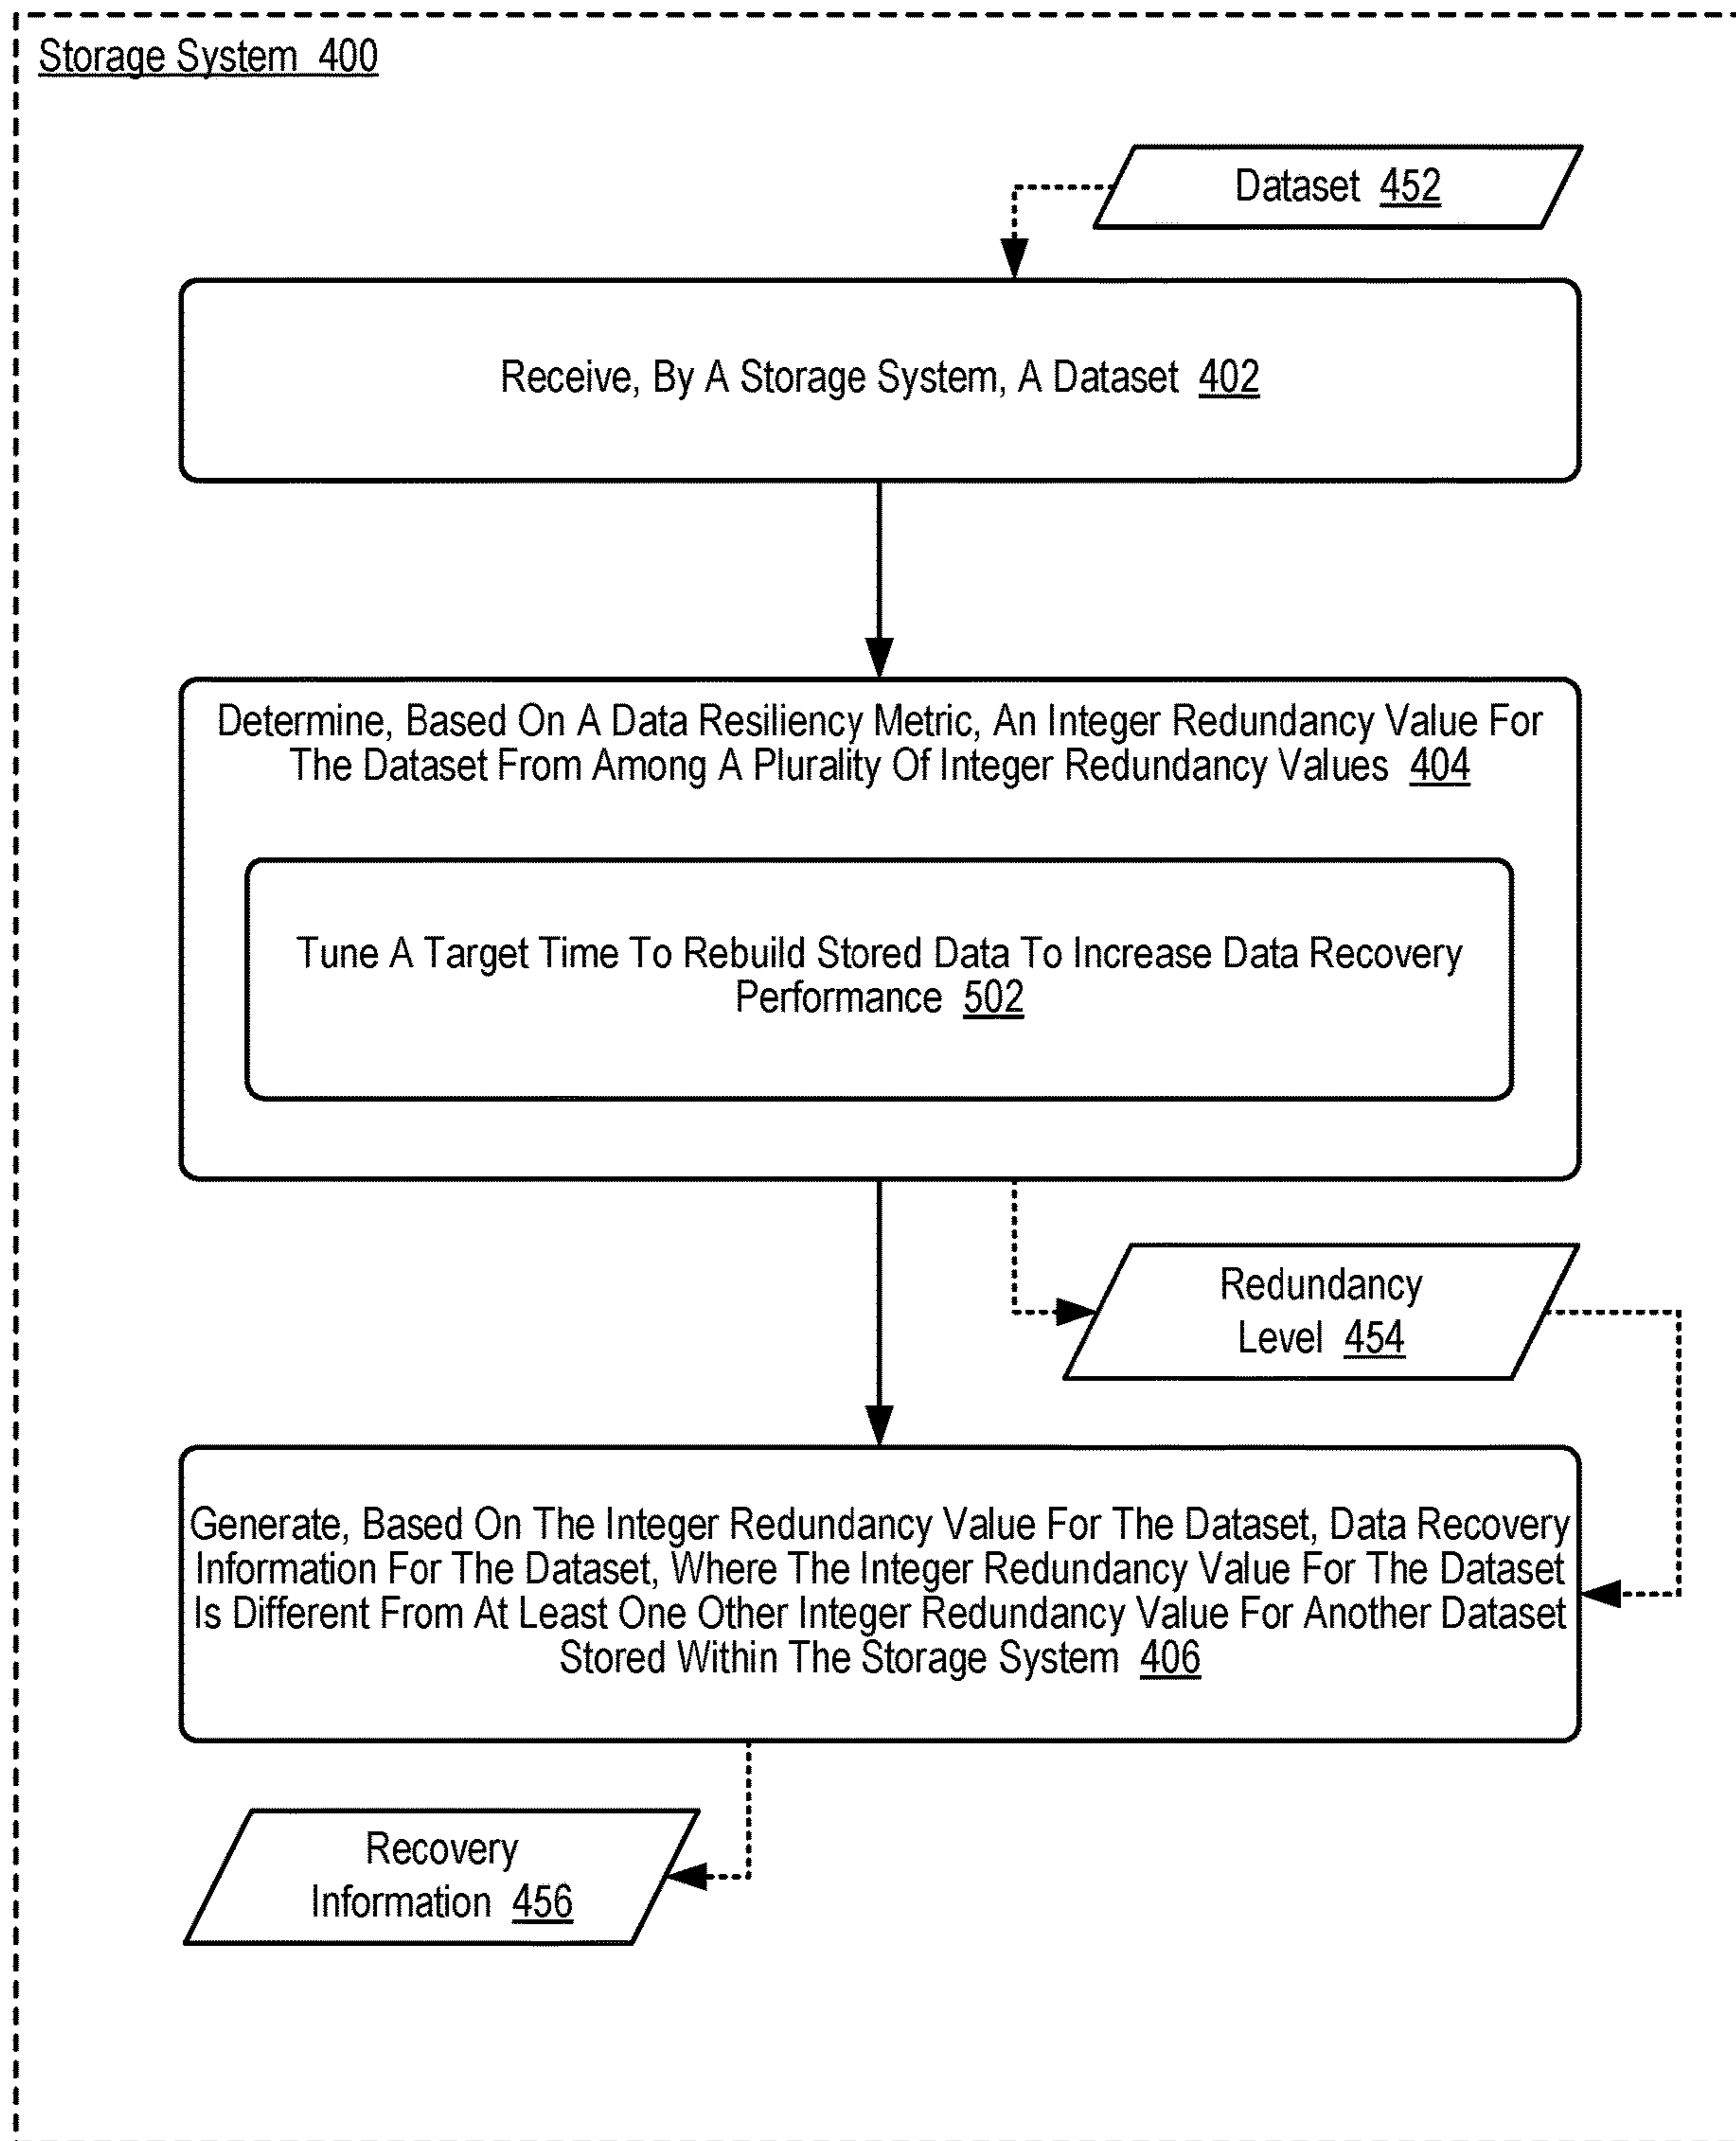 Storage System 400
Dataset 452
Receive, By A Storage System, A Dataset 402
Determine, Based On A Data Resiliency Metric, An Integer Redundancy Value For
The Dataset From Among A Plurality Of Integer Redundancy Values 404
Tune A Target Time To Rebuild Stored Data To Increase Data Recovery
Performance 502
Redundancy
Level 454
Generate, Based On The Integer Redundancy Value For The Dataset, Data Recovery
Information For The Dataset, Where The Integer Redundancy Value For The Dataset
Is Different From At Least One Other Integer Redundancy Value For Another Dataset
Stored Within The Storage System 406
Recovery
Information 456